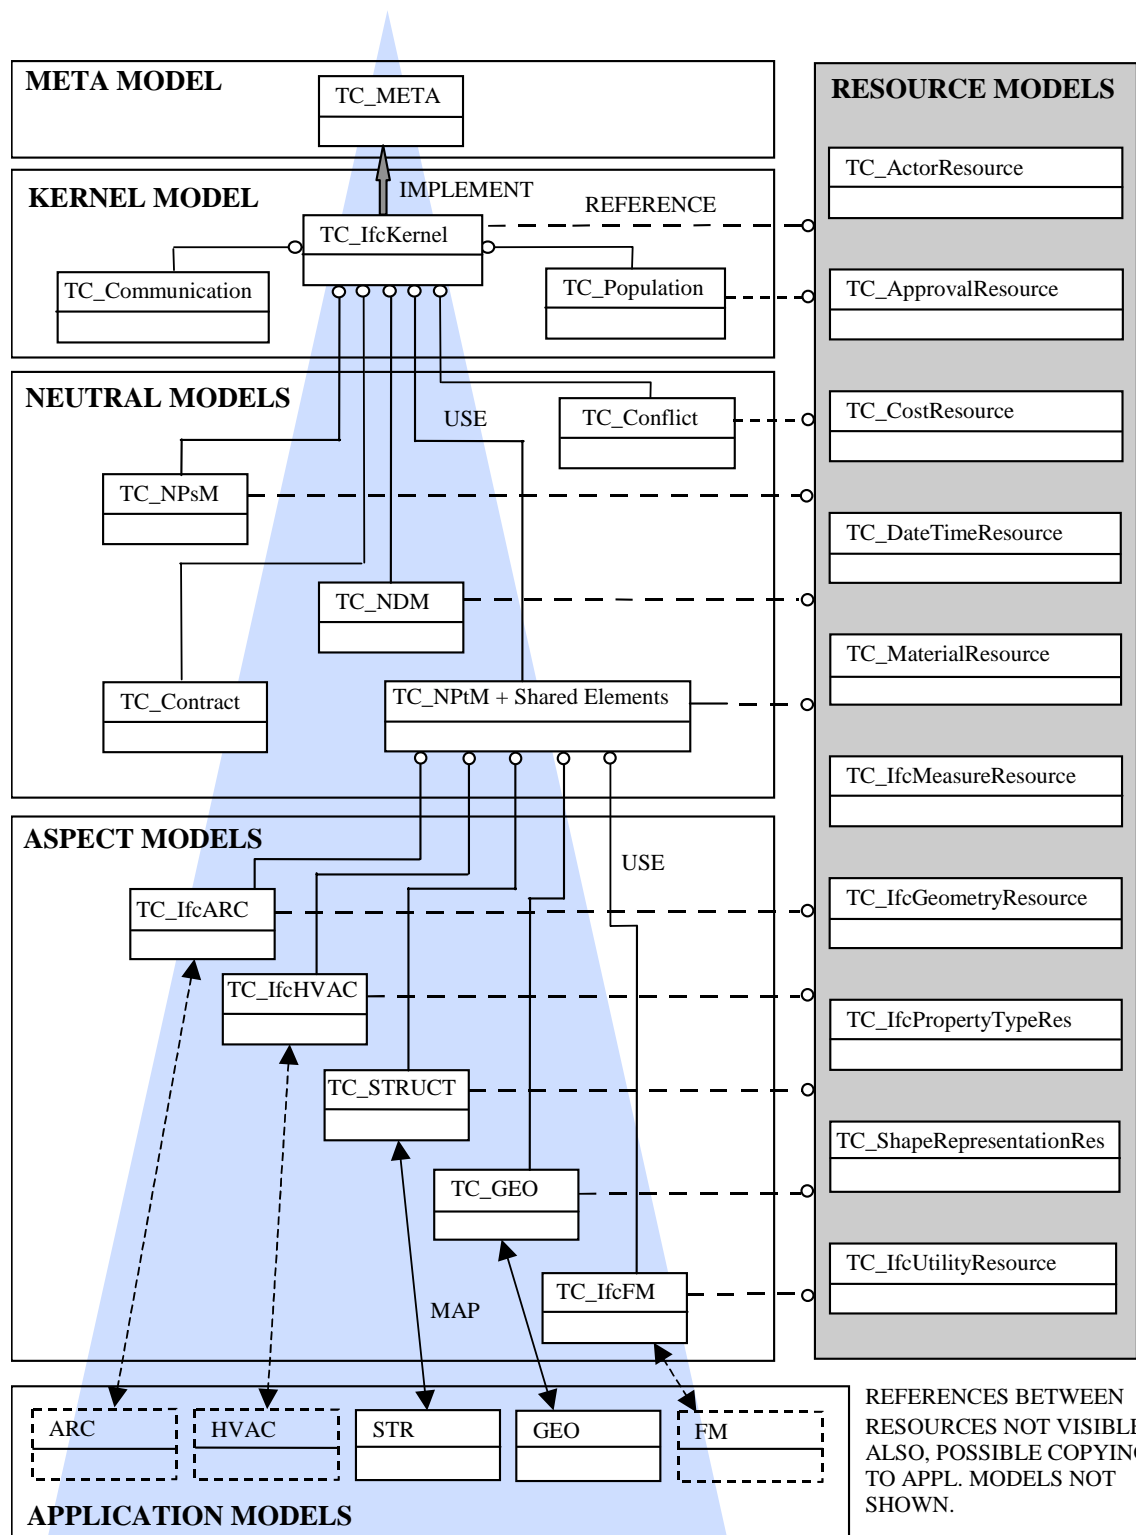 META MODEL
TC_META
KERNEL MODEL
IMPLEMENT
REFERENCE
TC_IfcKernel
TC_Communication
TC_Population
NEUTRAL MODELS
USE
TC_Conflict
TC_NPsM
TC_NDM
TC_Contract
TC_NPtM + Shared Elements
ASPECT MODELS
USE
TC_IfcARC
TC_IfcHVAC
TC_STRUCT
TC_GEO
TC_IfcFM
MAP
ARC
HVAC
STR
GEO
FM
APPLICATION MODELS
RESOURCE MODELS
TC_ActorResource
TC_ApprovalResource
TC_CostResource
TC_DateTimeResource
TC_MaterialResource
TC_IfcMeasureResource
TC_IfcGeometryResource
TC_IfcPropertyTypeRes
TC_ShapeRepresentationRes
TC_IfcUtilityResource
REFERENCES BETWEEN
RESOURCES NOT VISIBLE
ALSO, POSSIBLE COPYING
TO APPL. MODELS NOT
SHOWN.